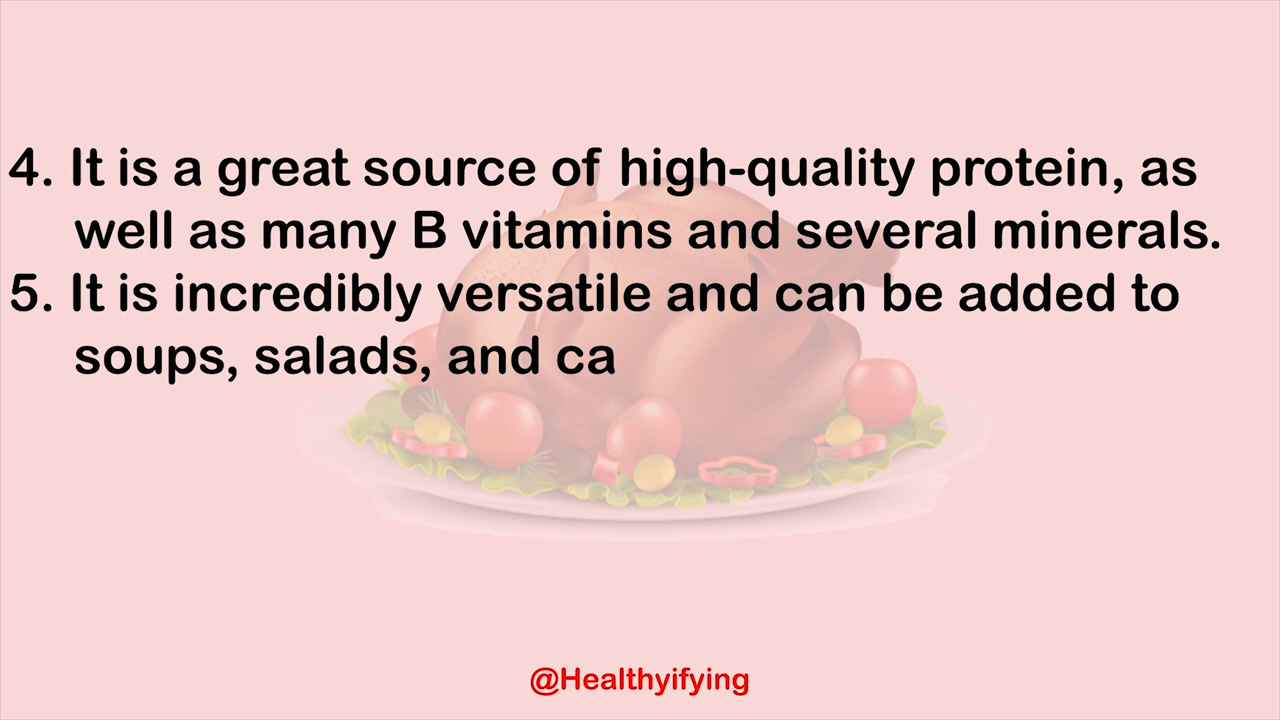 4. It is a great source of high-quality protein, as
well as many B vitamins and several minerals.
5. It is incredibly versatile and can be added to
soups, salads, and ca
@Healthyifying